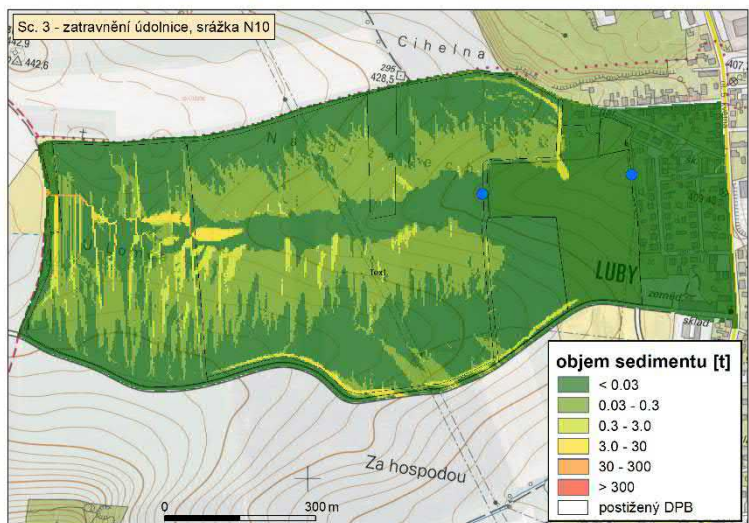 Sc. 3 - zatravnění údolnice, srážka N10
442,9
442,6
Cihelna
295
428,5
407,
Text
LUBY
zeměd.
sklad
Za hospodou
0 300 m
objem sedimentu [t]
< 0.03
0.03 - 0.3
0.3 - 3.0
3.0 - 30
30 - 300
> 300
postižený DPB